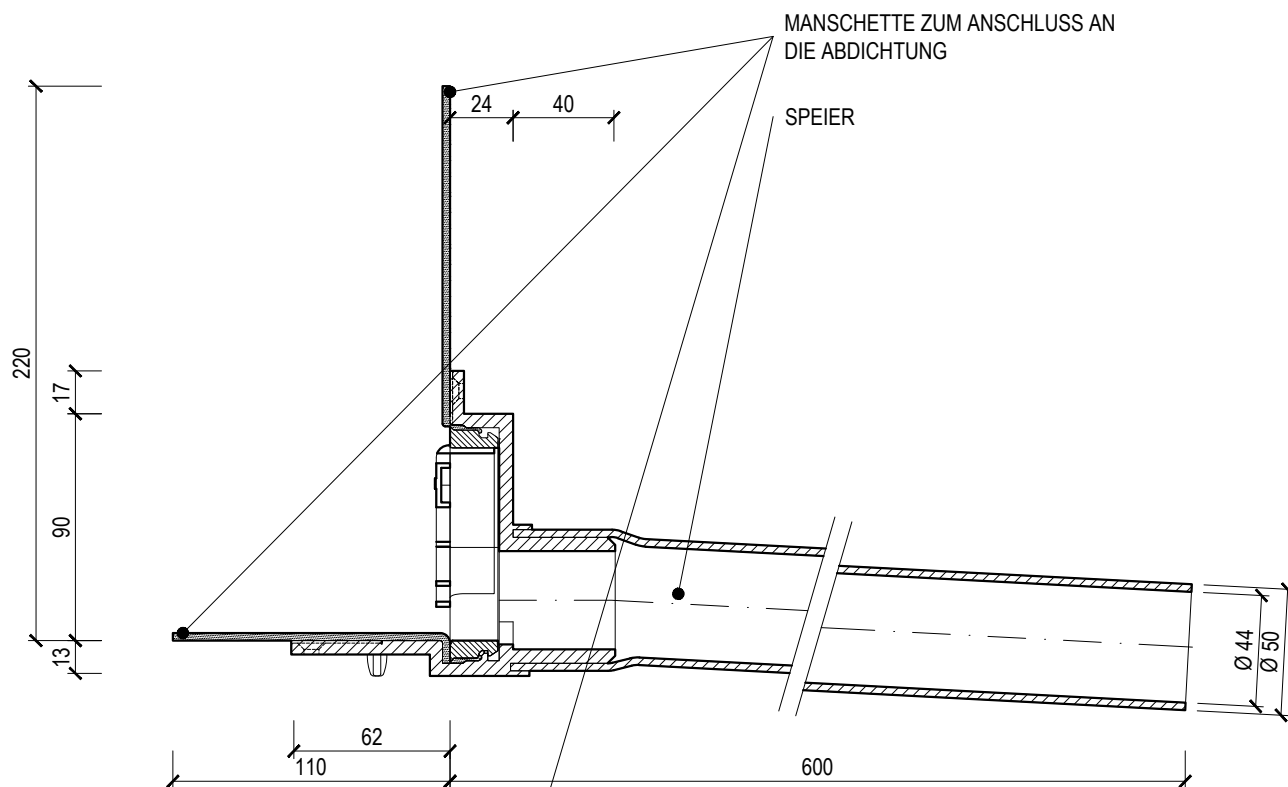 MANSCHETTE ZUM ANSCHLUSS AN
DIE ABDICHTUNG
24
40
SPEIER
220
17
90
13
Ø 44
Ø 50
62
110
600